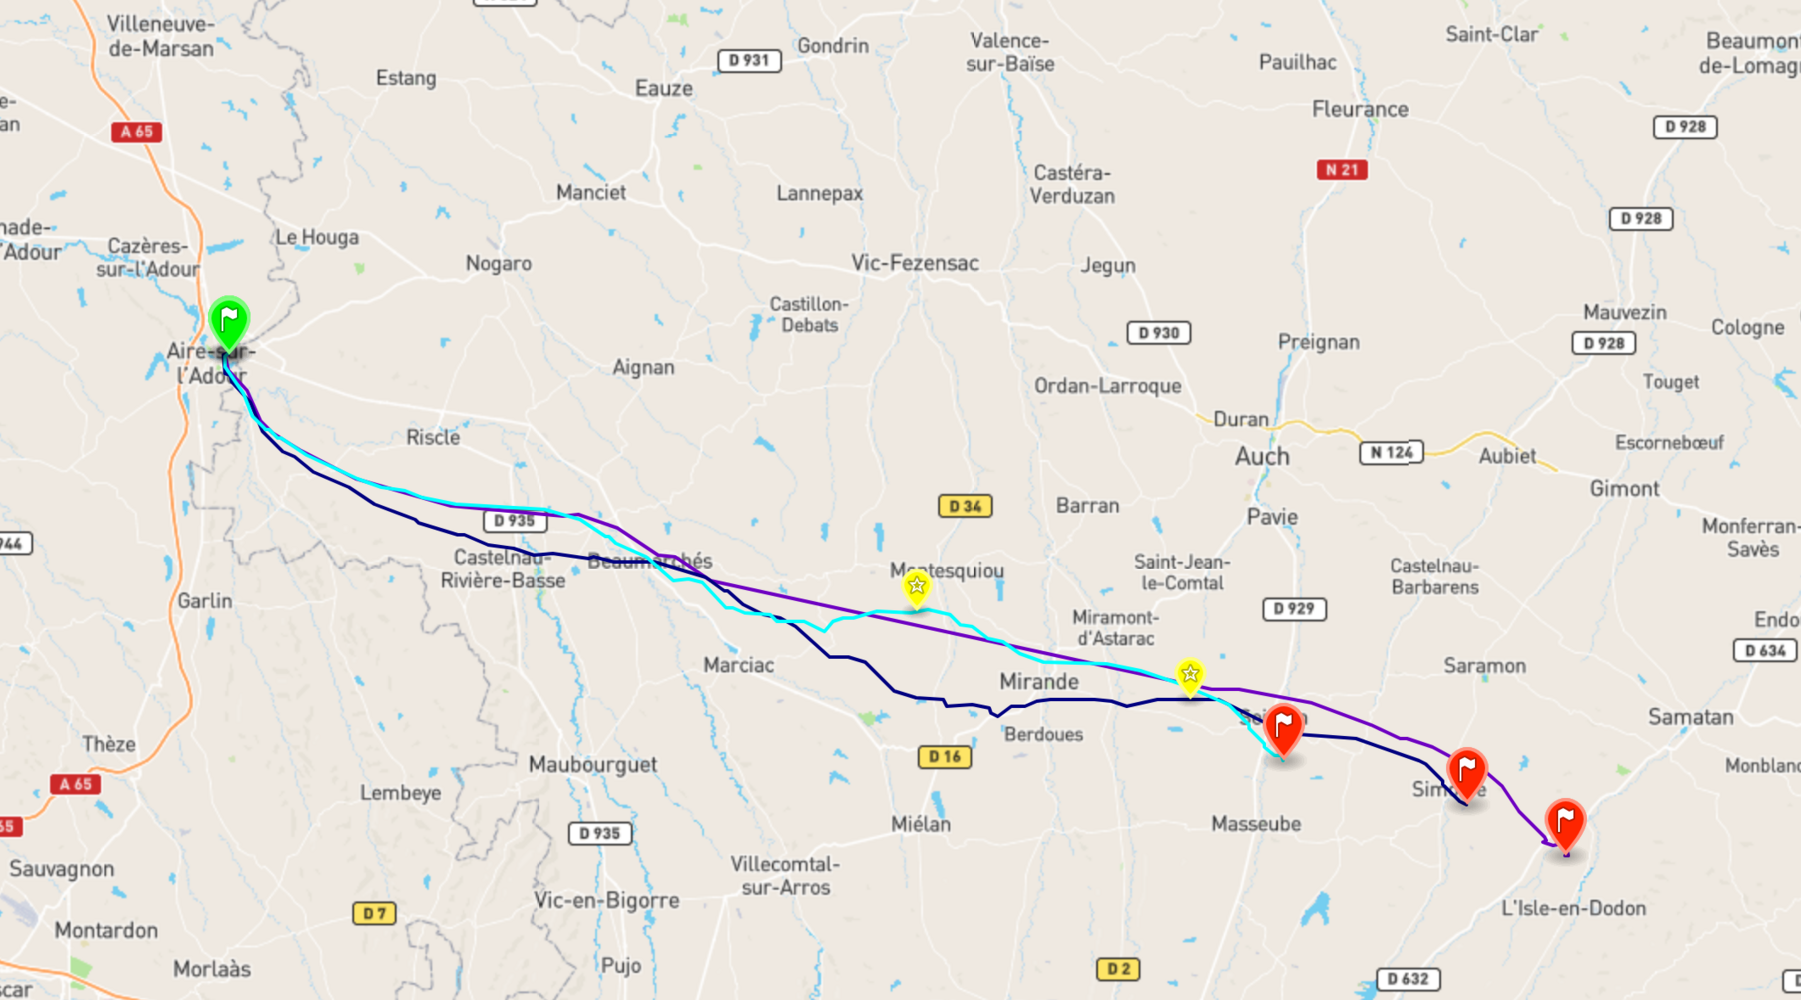 Villeneuve-
de-Marsan
Estang
D 931
Gondrin
Valence-
sur-Baïse
Saint-Clar
Pauilhac
Beaumont
de-Lomag
Eauze
Fleurance
A 65
D 928
N 21
Manciet
Lannepax
Castéra-
Verduzan
D 928
nade-
'Adour
Cazères-
sur-l'Adour
Le Houga
Nogaro
Vic-Fezensac
Jegun
Castillon-
Debats
D 930
Preignan
Mauvezin
Cologne
D 928
Aire-sur-
l'Adour
Aignan
Ordan-Larroque
Touget
Duran
Riscle
Auch
N 124
Aubiet
Escornebœuf
Gimont
D 34
Barran
Pavie
D 935
Monferran-
Savès
944
Castelnau-
Rivière-Basse
Beaumarchés
Montesquiou
Saint-Jean-
le-Comtal
Castelnau-
Barbarens
Garlin
D 929
Miramont-
d'Astarac
Endo
D 634
Marciac
Mirande
Saramon
Samatan
Berdoues
Thèze
D 16
Maubourguet
Monblanc
A 65
Lembeye
Simorre
65
D 935
Miélan
Masseube
Sauvagnon
Villecomtal-
sur-Arros
Vic-en-Bigorre
D 7
L'Isle-en-Dodon
Montardon
Morlaàs
Pujo
D 2
D 632
scar